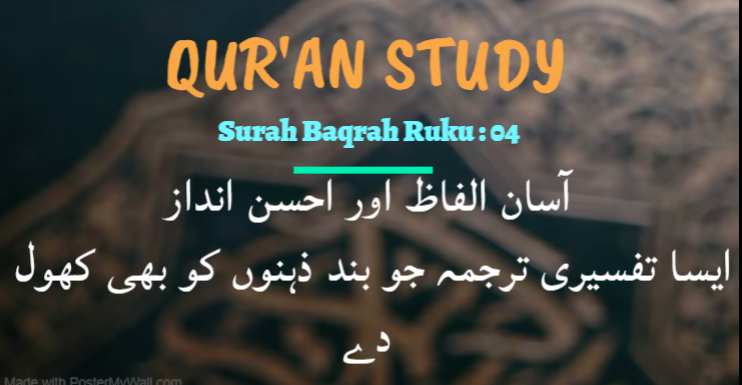 QUR'AN STUDY
Surah Baqrah Ruku : 04
آسان الفاظ اور احسن انداز
ایسا تفسیری ترجمہ جو بند ذہنوں کو بھی کھول
دے
Made with PosterMyWall.com